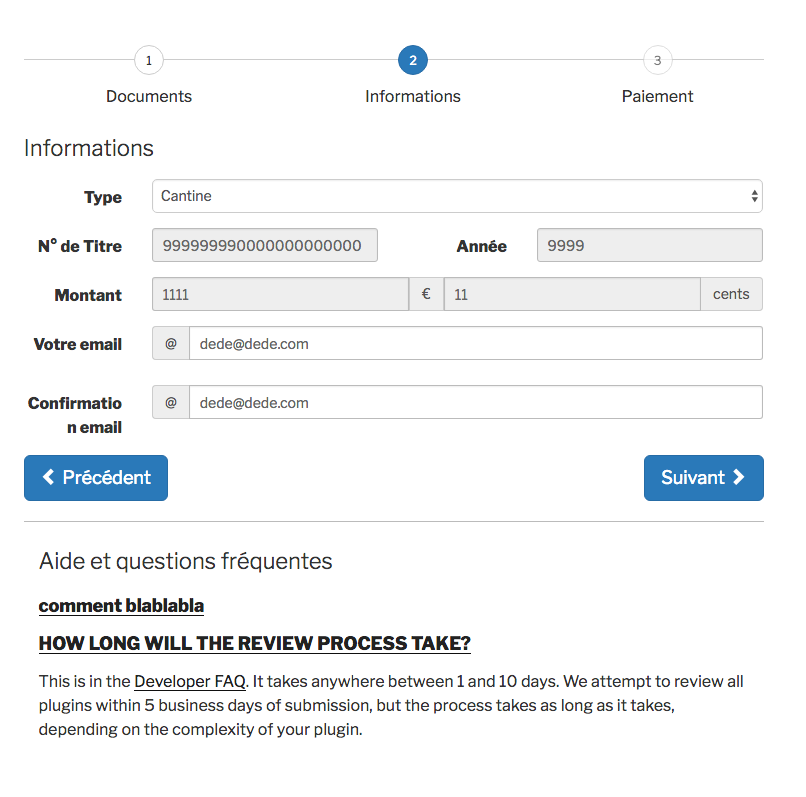 1 2 3
Documents Informations Paiement
Informations
Type Cantine
N° de Titre 999999990000000000000 Année 9999
Montant 1111 € 11 cents
Votre email @ dede@dede.com
Confirmatio @ dede@dede.com
n email
Précédent Suivant
Aide et questions fréquentes
comment blablabla
HOW LONG WILL THE REVIEW PROCESS TAKE?
This is in the Developer FAQ. It takes anywhere between 1 and 10 days. We attempt to review all
plugins within 5 business days of submission, but the process takes as long as it takes,
depending on the complexity of your plugin.